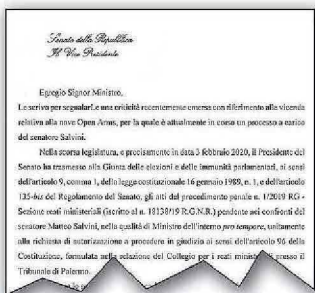 Senato della Repubblica
Il Vice Presidente
Egregio Signor Ministro,
Le scrivo per segnalarLe una criticità recentemente emersa con riferimento alla vicenda
relativa alla nave Open Arms, per la quale è attualmente in corso un processo a carico
del senatore Salvini.
Nella scorsa legislatura, e precisamente in data 3 febbraio 2020, il Presidente del
Senato ha trasmesso alla Giunta delle elezioni e delle immunità parlamentari, ai sensi
dell'articolo 9, comma 1, della legge costituzionale 16 gennaio 1989, n. 1, e dell'articolo
135-bis del Regolamento del Senato, gli atti del procedimento penale n. 1/2019 RG -
Sezione reati ministeriali (iscritto al n. 18138/19 R.G.N.R.) pendente nei confronti del
senatore Matteo Salvini, nella qualità di Ministro dell'interno pro tempore, unitamente
alla richiesta di autorizzazione a procedere in giudizio ai sensi dell'articolo 96 della
Costituzione, formulata nella relazione del Collegio per i reati ministeriali presso il
Tribunale di Palermo.